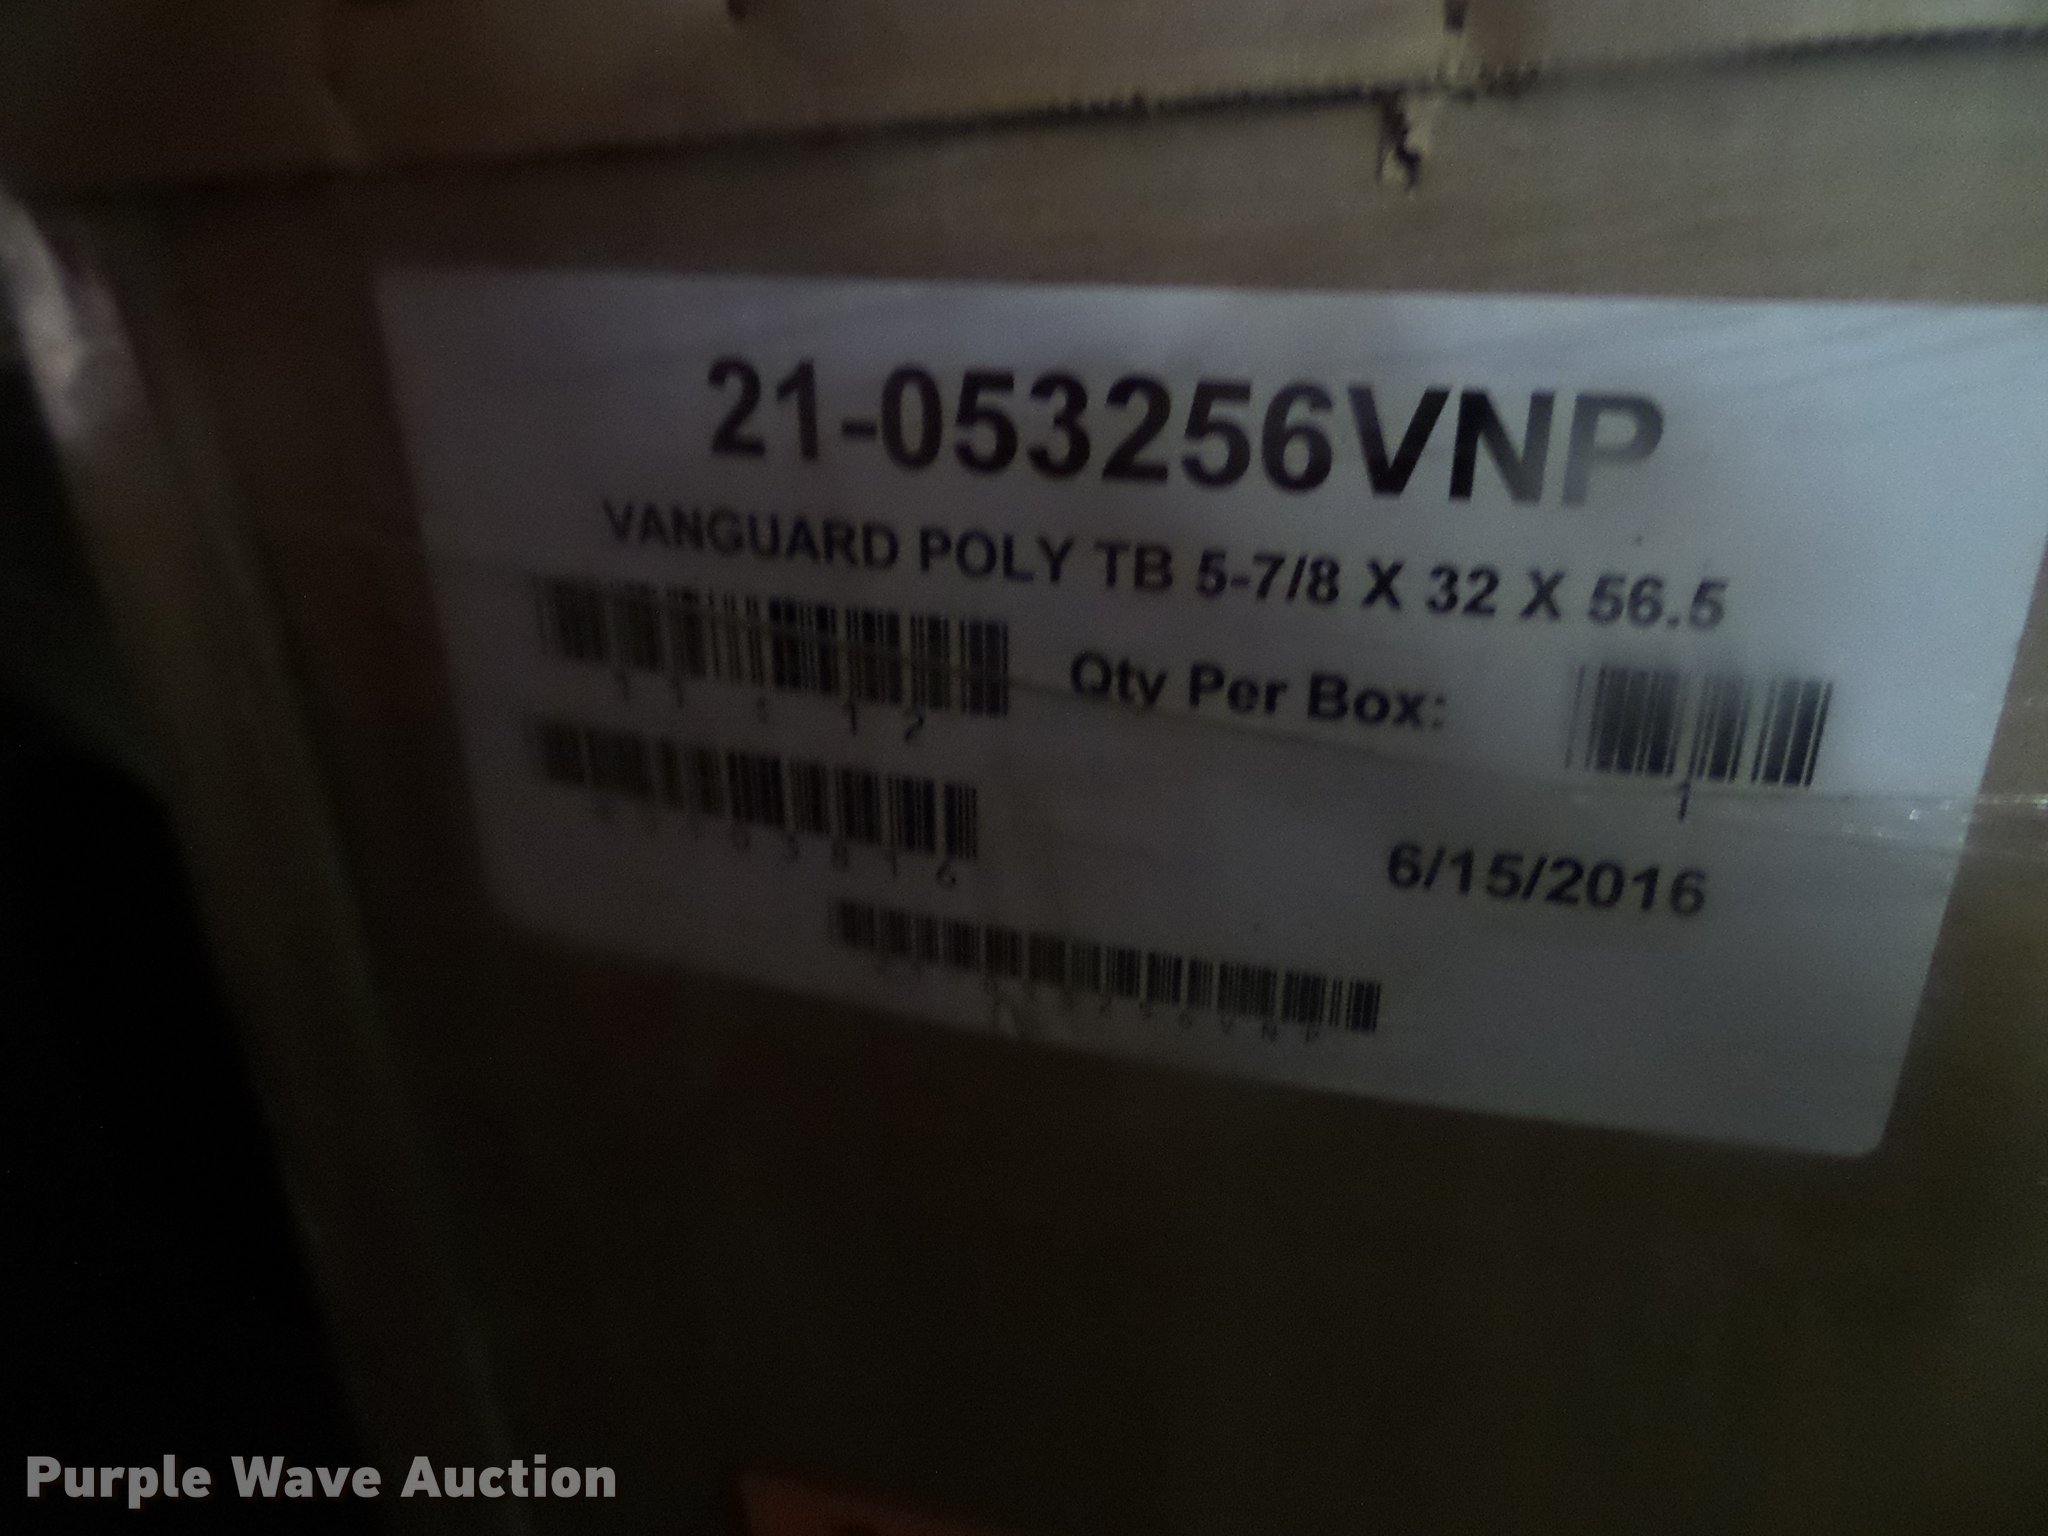 21-053256VNP
VANGUARD POLY TB 5-7/8 X 32 X 56.5
Qty Per Box:
1
6/15/2016
Purple Wave Auction